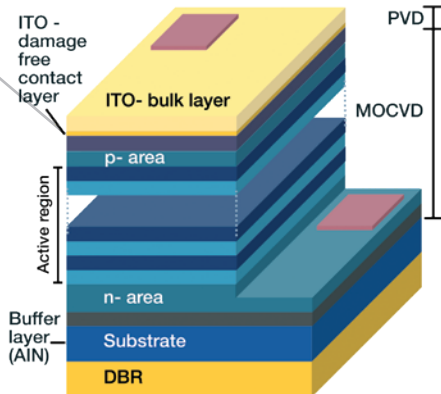 ITO -
damage
free
contact
layer
ITO- bulk layer
PVD
MOCVD
p- area
Active region
n- area
Buffer
layer
(AlN)
Substrate
DBR